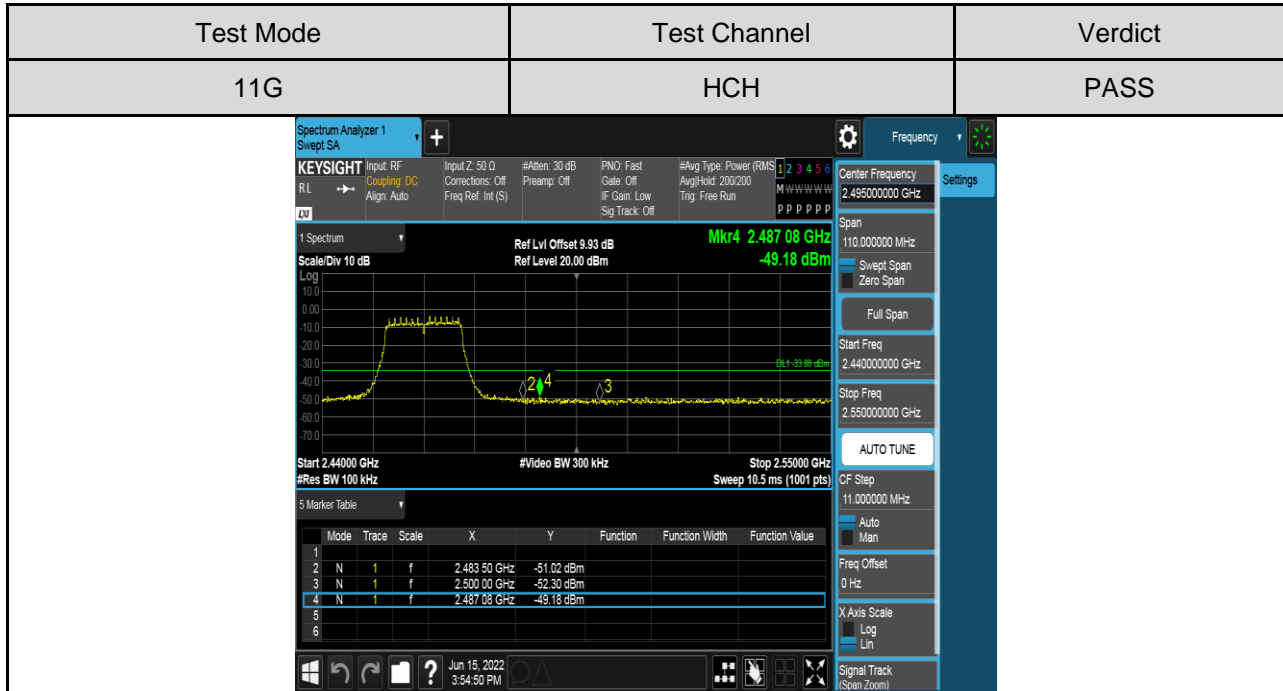 Test Mode Test Channel Verdict
11G HCH PASS
Spectrum Analyzer 1
Swept SA
+
Frequency
KEYSIGHT
RL
LXI
Input: RF
Coupling: DC
Align: Auto
Input Z: 50 Ω
Corrections: Off
Freq Ref: Int (S)
#Atten: 30 dB
Preamp: Off
PNO: Fast
Gate: Off
IF Gain: Low
Sig Track: Off
#Avg Type: Power (RMS
Avg|Hold: 200/200
Trig: Free Run
1 2 3 4 5 6
M W W W W W
P P P P P P
1 Spectrum
Scale/Div 10 dB
Ref Lvl Offset 9.93 dB
Ref Level 20.00 dBm
Mkr4 2.487 08 GHz
-49.18 dBm
Log
10.0
0.00
-10.0
-20.0
-30.0
-40.0
-50.0
-60.0
-70.0
DL1 -33.88 dBm
2 4 3
Start 2.44000 GHz #Video BW 300 kHz Stop 2.55000 GHz
#Res BW 100 kHz Sweep 10.5 ms (1001 pts)
5 Marker Table
Mode Trace Scale X Y Function Function Width Function Value
1
2 N 1 f 2.483 50 GHz -51.02 dBm
3 N 1 f 2.500 00 GHz -52.30 dBm
4 N 1 f 2.487 08 GHz -49.18 dBm
5
6
?
Jun 15, 2022
3:54:50 PM
Center Frequency
2.495000000 GHz
Settings
Span
110.000000 MHz
Swept Span
Zero Span
Full Span
Start Freq
2.440000000 GHz
Stop Freq
2.550000000 GHz
AUTO TUNE
CF Step
11.000000 MHz
Auto
Man
Freq Offset
0 Hz
X Axis Scale
Log
Lin
Signal Track
(Span Zoom)